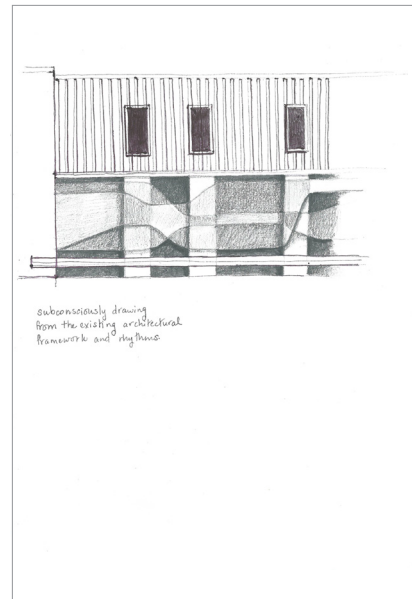 subconsciously drawing
from the existing architectural
framework and rhythms